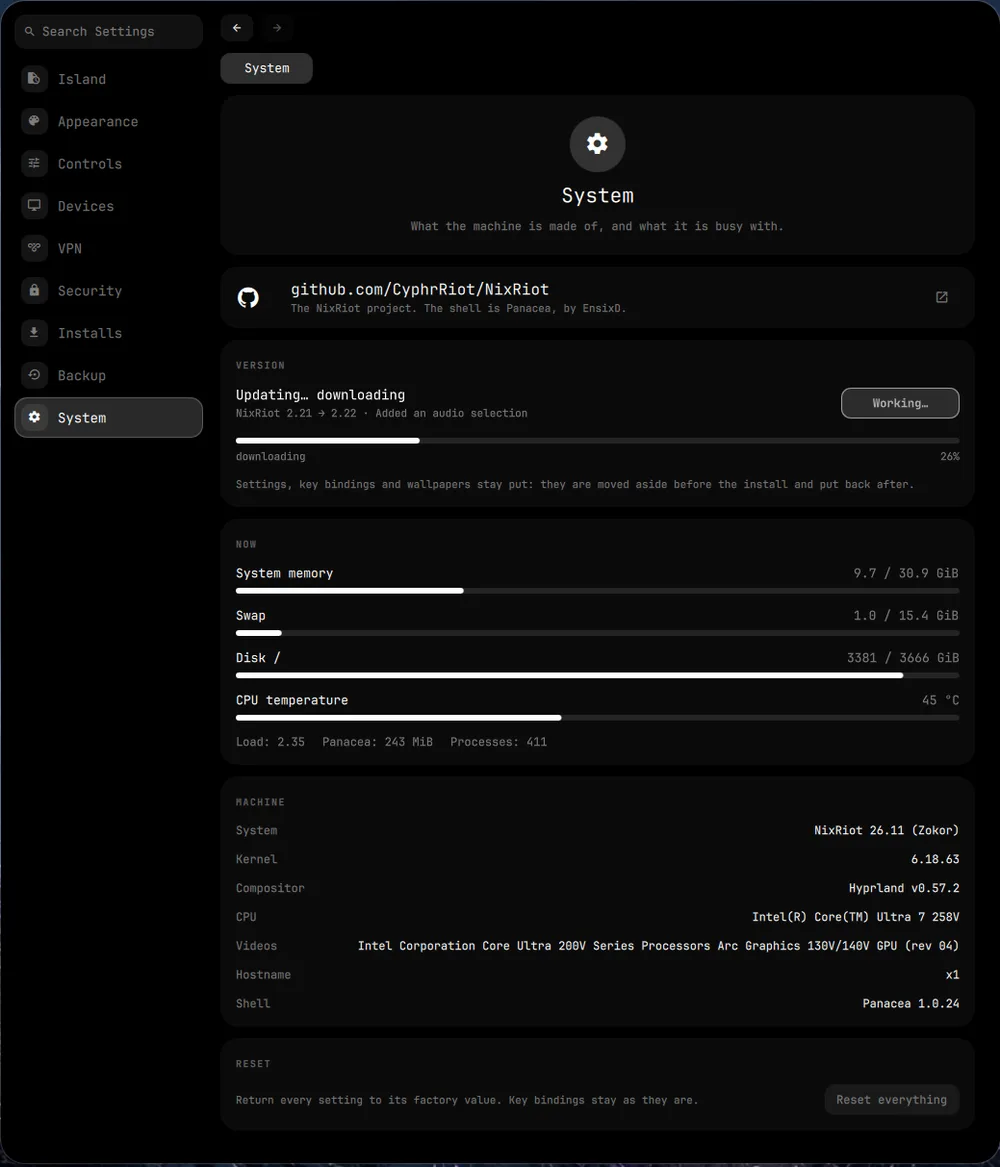 Search Settings
Island
Appearance
Controls
Devices
VPN
Security
Installs
Backup
System
System
System
What the machine is made of, and what it is busy with.
github.com/CyphrRiot/NixRiot
The NixRiot project. The shell is Panacea, by EnsixD.
VERSION
Updating… downloading
NixRiot 2.21 → 2.22 · Added an audio selection
Working…
downloading 26%
Settings, key bindings and wallpapers stay put: they are moved aside before the install and put back after.
NOW
System memory 9.7 / 30.9 GiB
Swap 1.0 / 15.4 GiB
Disk / 3381 / 3666 GiB
CPU temperature 45 °C
Load: 2.35 Panacea: 243 MiB Processes: 411
MACHINE
System NixRiot 26.11 (Zokor)
Kernel 6.18.63
Compositor Hyprland v0.57.2
CPU Intel(R) Core(TM) Ultra 7 258V
Videos Intel Corporation Core Ultra 200V Series Processors Arc Graphics 130V/140V GPU (rev 04)
Hostname x1
Shell Panacea 1.0.24
RESET
Return every setting to its factory value. Key bindings stay as they are. Reset everything